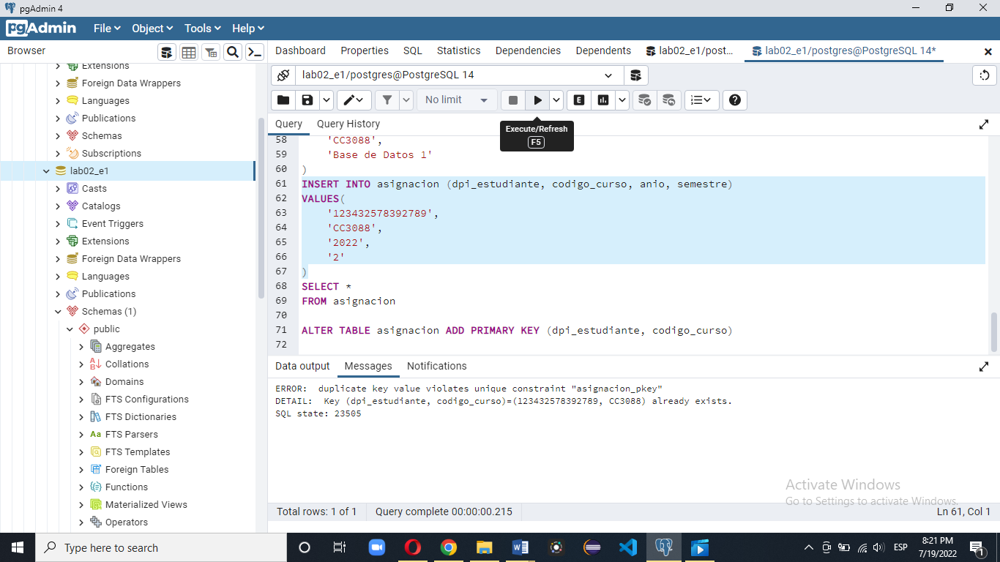 pgAdmin 4
pgAdmin File Object Tools Help
Browser
Dashboard Properties SQL Statistics Dependencies Dependents lab02_e1/post... lab02_e1/postgres@PostgreSQL 14*
lab02_e1/postgres@PostgreSQL 14
No limit
Execute/Refresh
F5
Query Query History
Extensions
Foreign Data Wrappers
Languages
Publications
Schemas
Subscriptions
lab02_e1
Casts
Catalogs
Event Triggers
Extensions
Foreign Data Wrappers
Languages
Publications
Schemas (1)
public
Aggregates
Collations
Domains
FTS Configurations
FTS Dictionaries
FTS Parsers
FTS Templates
Foreign Tables
Functions
Materialized Views
Operators
58 'CC3088',
59 'Base de Datos 1'
60 )
61 INSERT INTO asignacion (dpi_estudiante, codigo_curso, anio, semestre)
62 VALUES(
63 '123432578392789',
64 'CC3088',
65 '2022',
66 '2'
67 )
68 SELECT *
69 FROM asignacion
70
71 ALTER TABLE asignacion ADD PRIMARY KEY (dpi_estudiante, codigo_curso)
72
Data output Messages Notifications
ERROR: duplicate key value violates unique constraint "asignacion_pkey"
DETAIL: Key (dpi_estudiante, codigo_curso)=(123432578392789, CC3088) already exists.
SQL state: 23505
Activate Windows
Go to Settings to activate Windows.
Total rows: 1 of 1 Query complete 00:00:00.215 Ln 61, Col 1
Type here to search
ESP
8:21 PM
7/19/2022
1